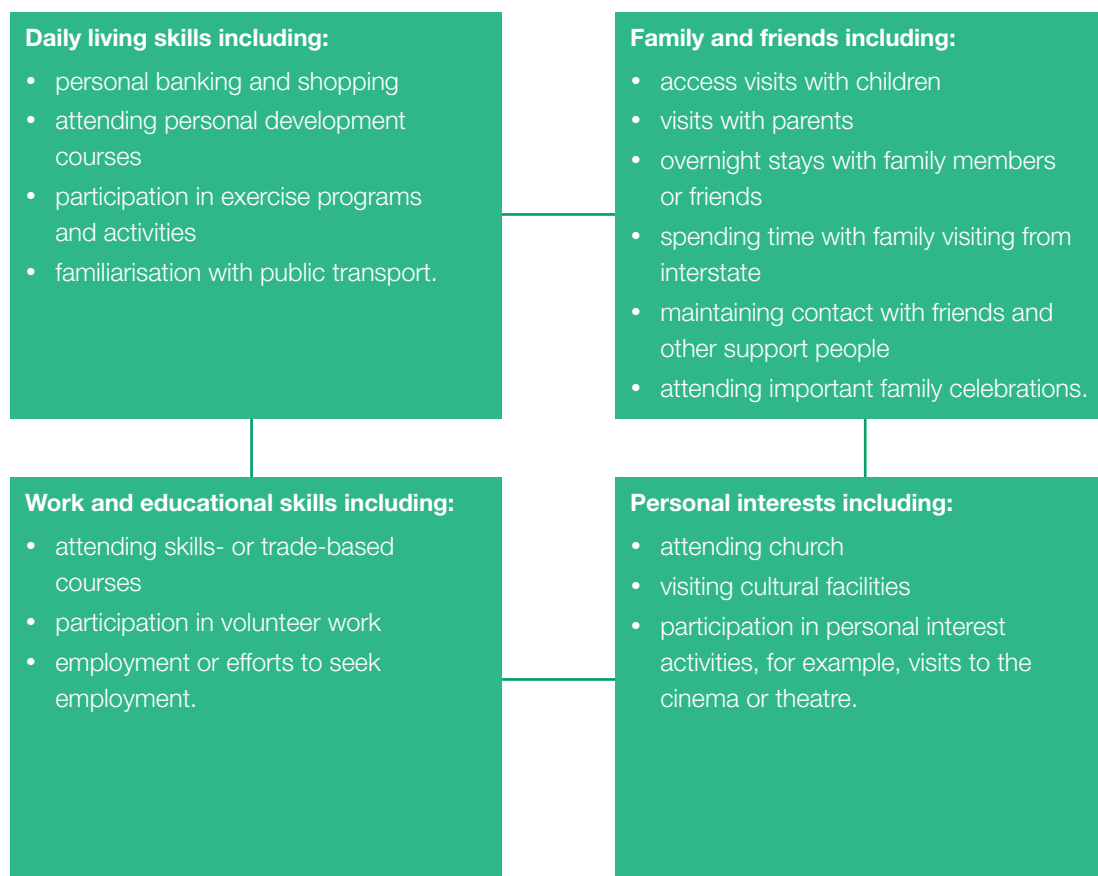 Daily living skills including:
• personal banking and shopping
• attending personal development
courses
• participation in exercise programs
and activities
• familiarisation with public transport.
Family and friends including:
• access visits with children
• visits with parents
• overnight stays with family members
or friends
• spending time with family visiting from
interstate
• maintaining contact with friends and
other support people
• attending important family celebrations.
Work and educational skills including:
• attending skills- or trade-based
courses
• participation in volunteer work
• employment or efforts to seek
employment.
Personal interests including:
• attending church
• visiting cultural facilities
• participation in personal interest
activities, for example, visits to the
cinema or theatre.